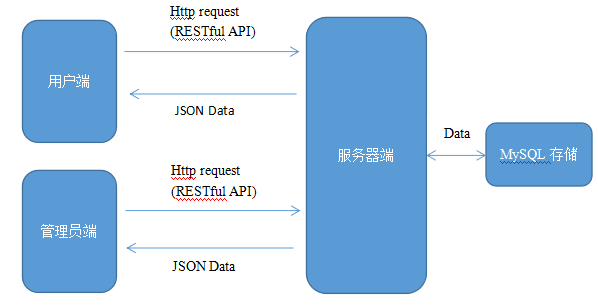 Http request
(RESTful API)
用户端
JSON Data
服务器端
Data
MySQL 存储
Http request
(RESTful API)
管理员端
JSON Data